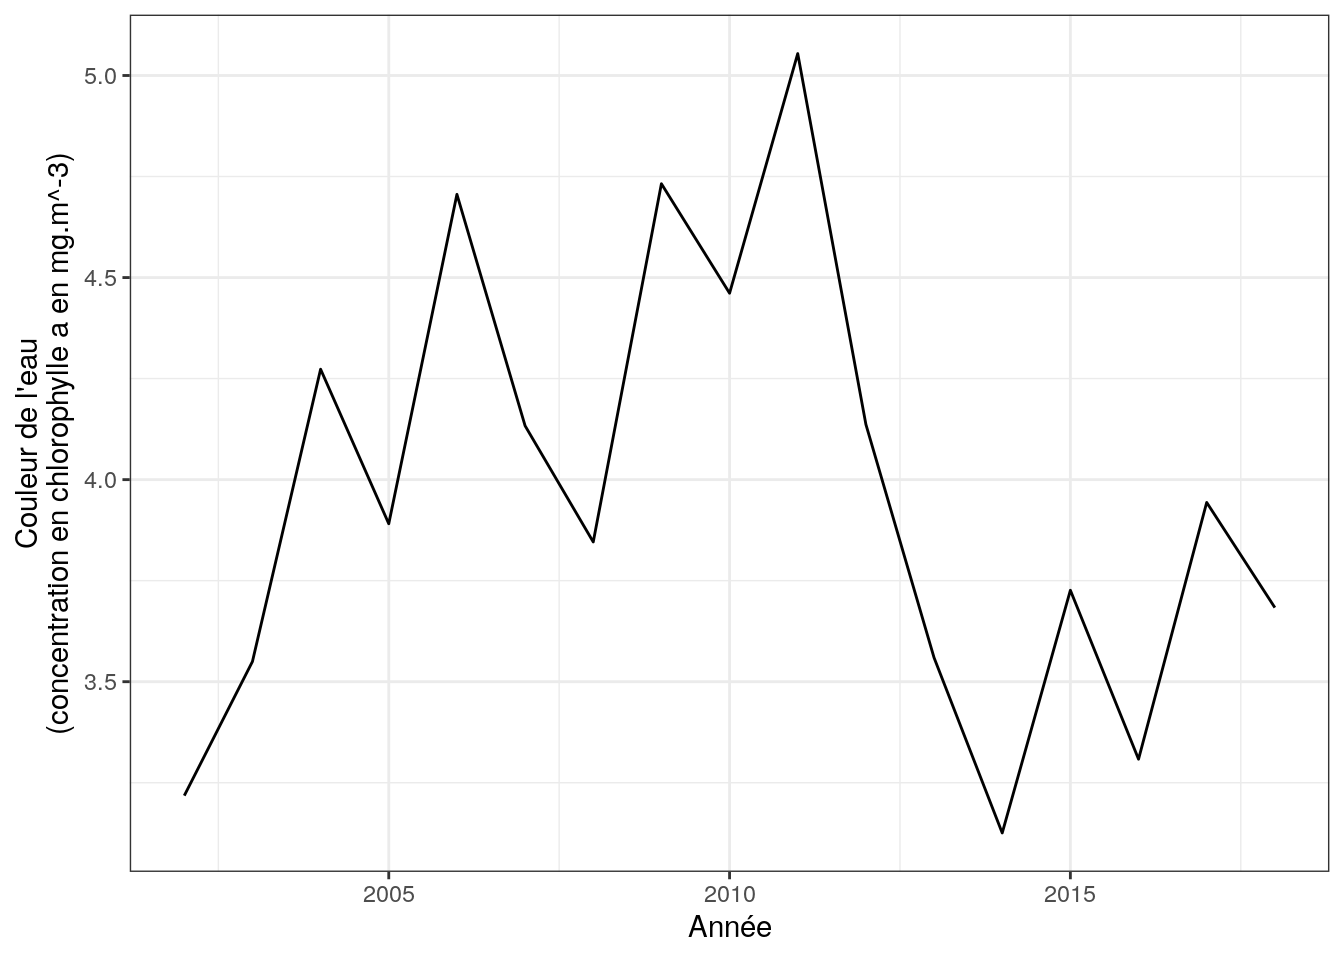 Couleur de l'eau
(concentration en chlorophylle a en mg.m^-3)
5.0
4.5
4.0
3.5
2005
2010
2015
Année